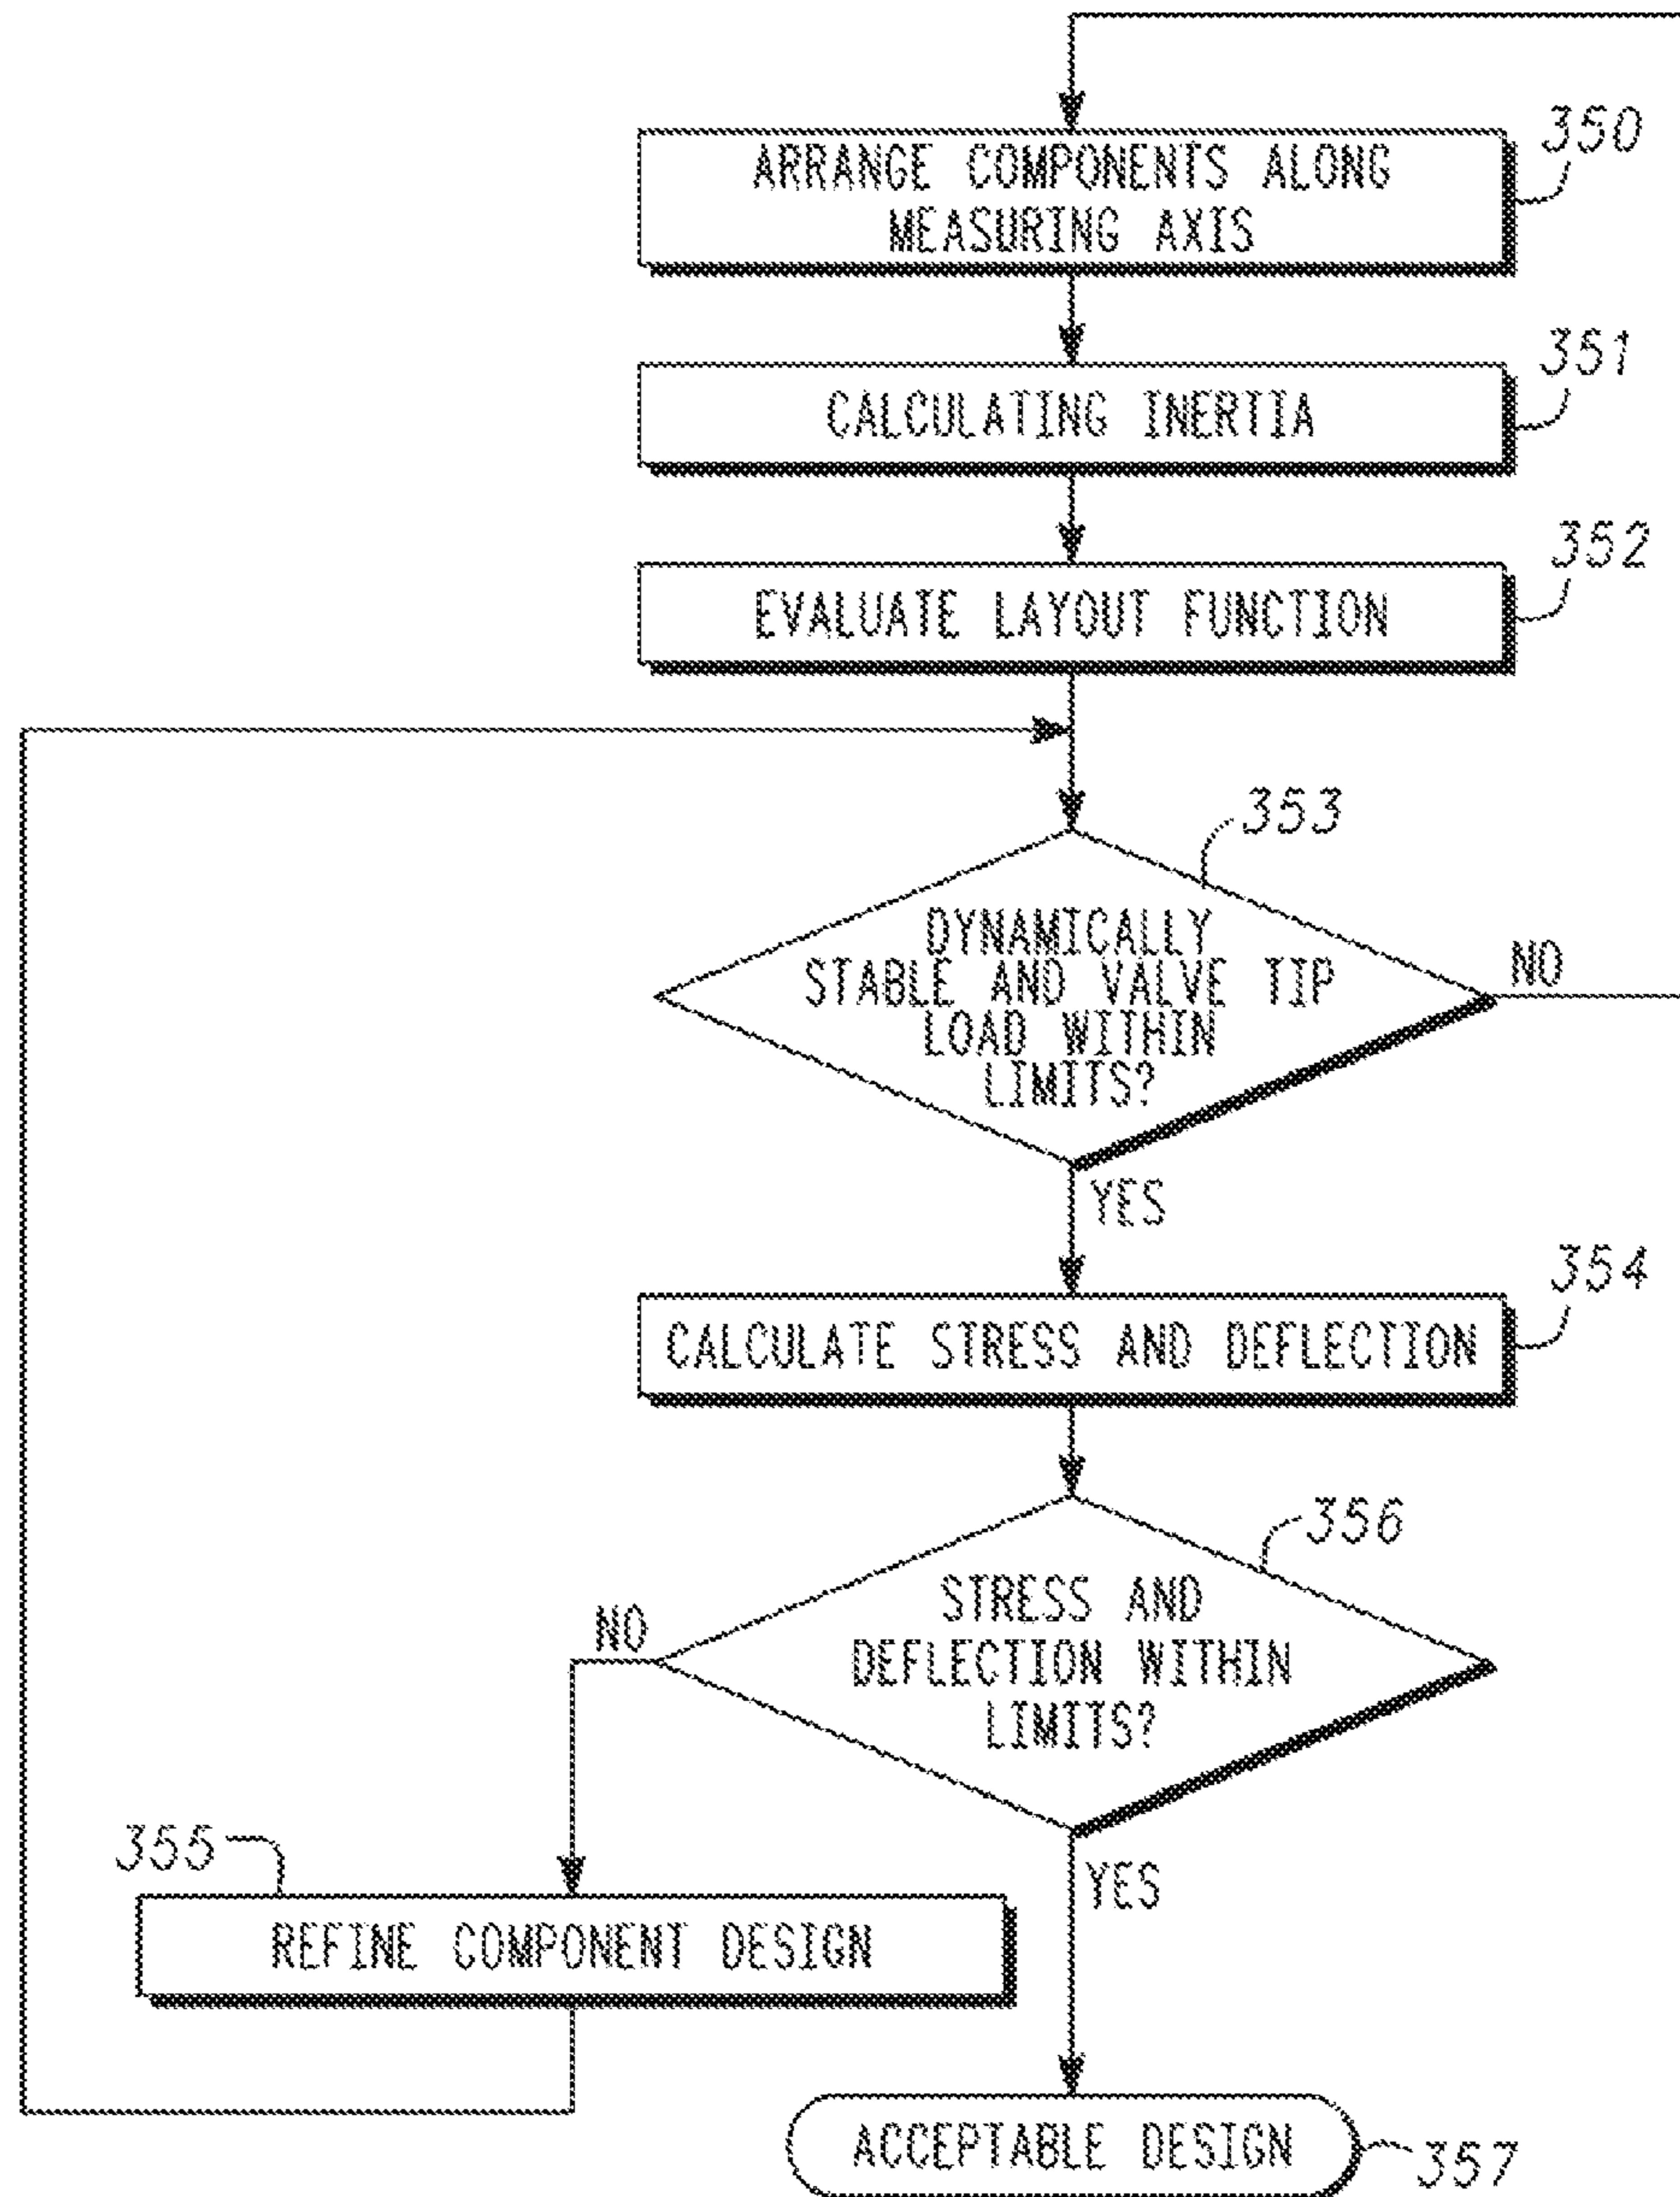 350
ARRANGE COMPONENTS ALONG
MEASURING AXIS
351
CALCULATING INERTIA
352
EVALUATE LAYOUT FUNCTION
353
DYNAMICALLY
STABLE AND VALVE TIP
LOAD WITHIN
LIMITS?
NO
YES
354
CALCULATE STRESS AND DEFLECTION
356
STRESS AND
DEFLECTION WITHIN
LIMITS?
NO
355
YES
REFINE COMPONENT DESIGN
ACCEPTABLE DESIGN
357